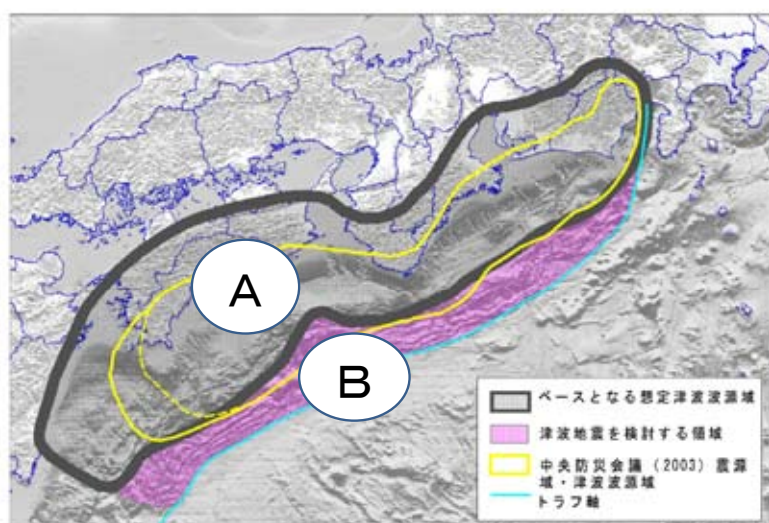 A
B
ベースとなる想定津波波源域
津波地震を検討する領域
中央防災会議(2003)震源
域・津波波源域
トラフ軸